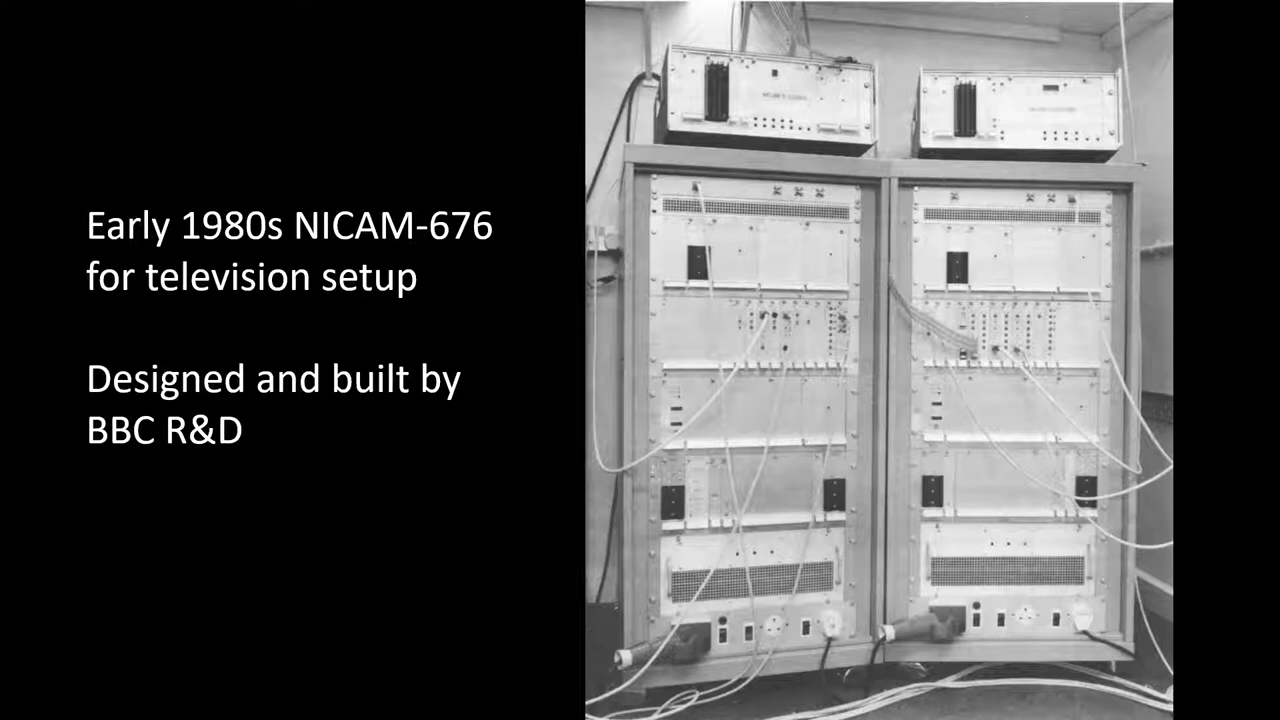 Early 1980s NICAM-676
for television setup
Designed and built by
BBC R&D